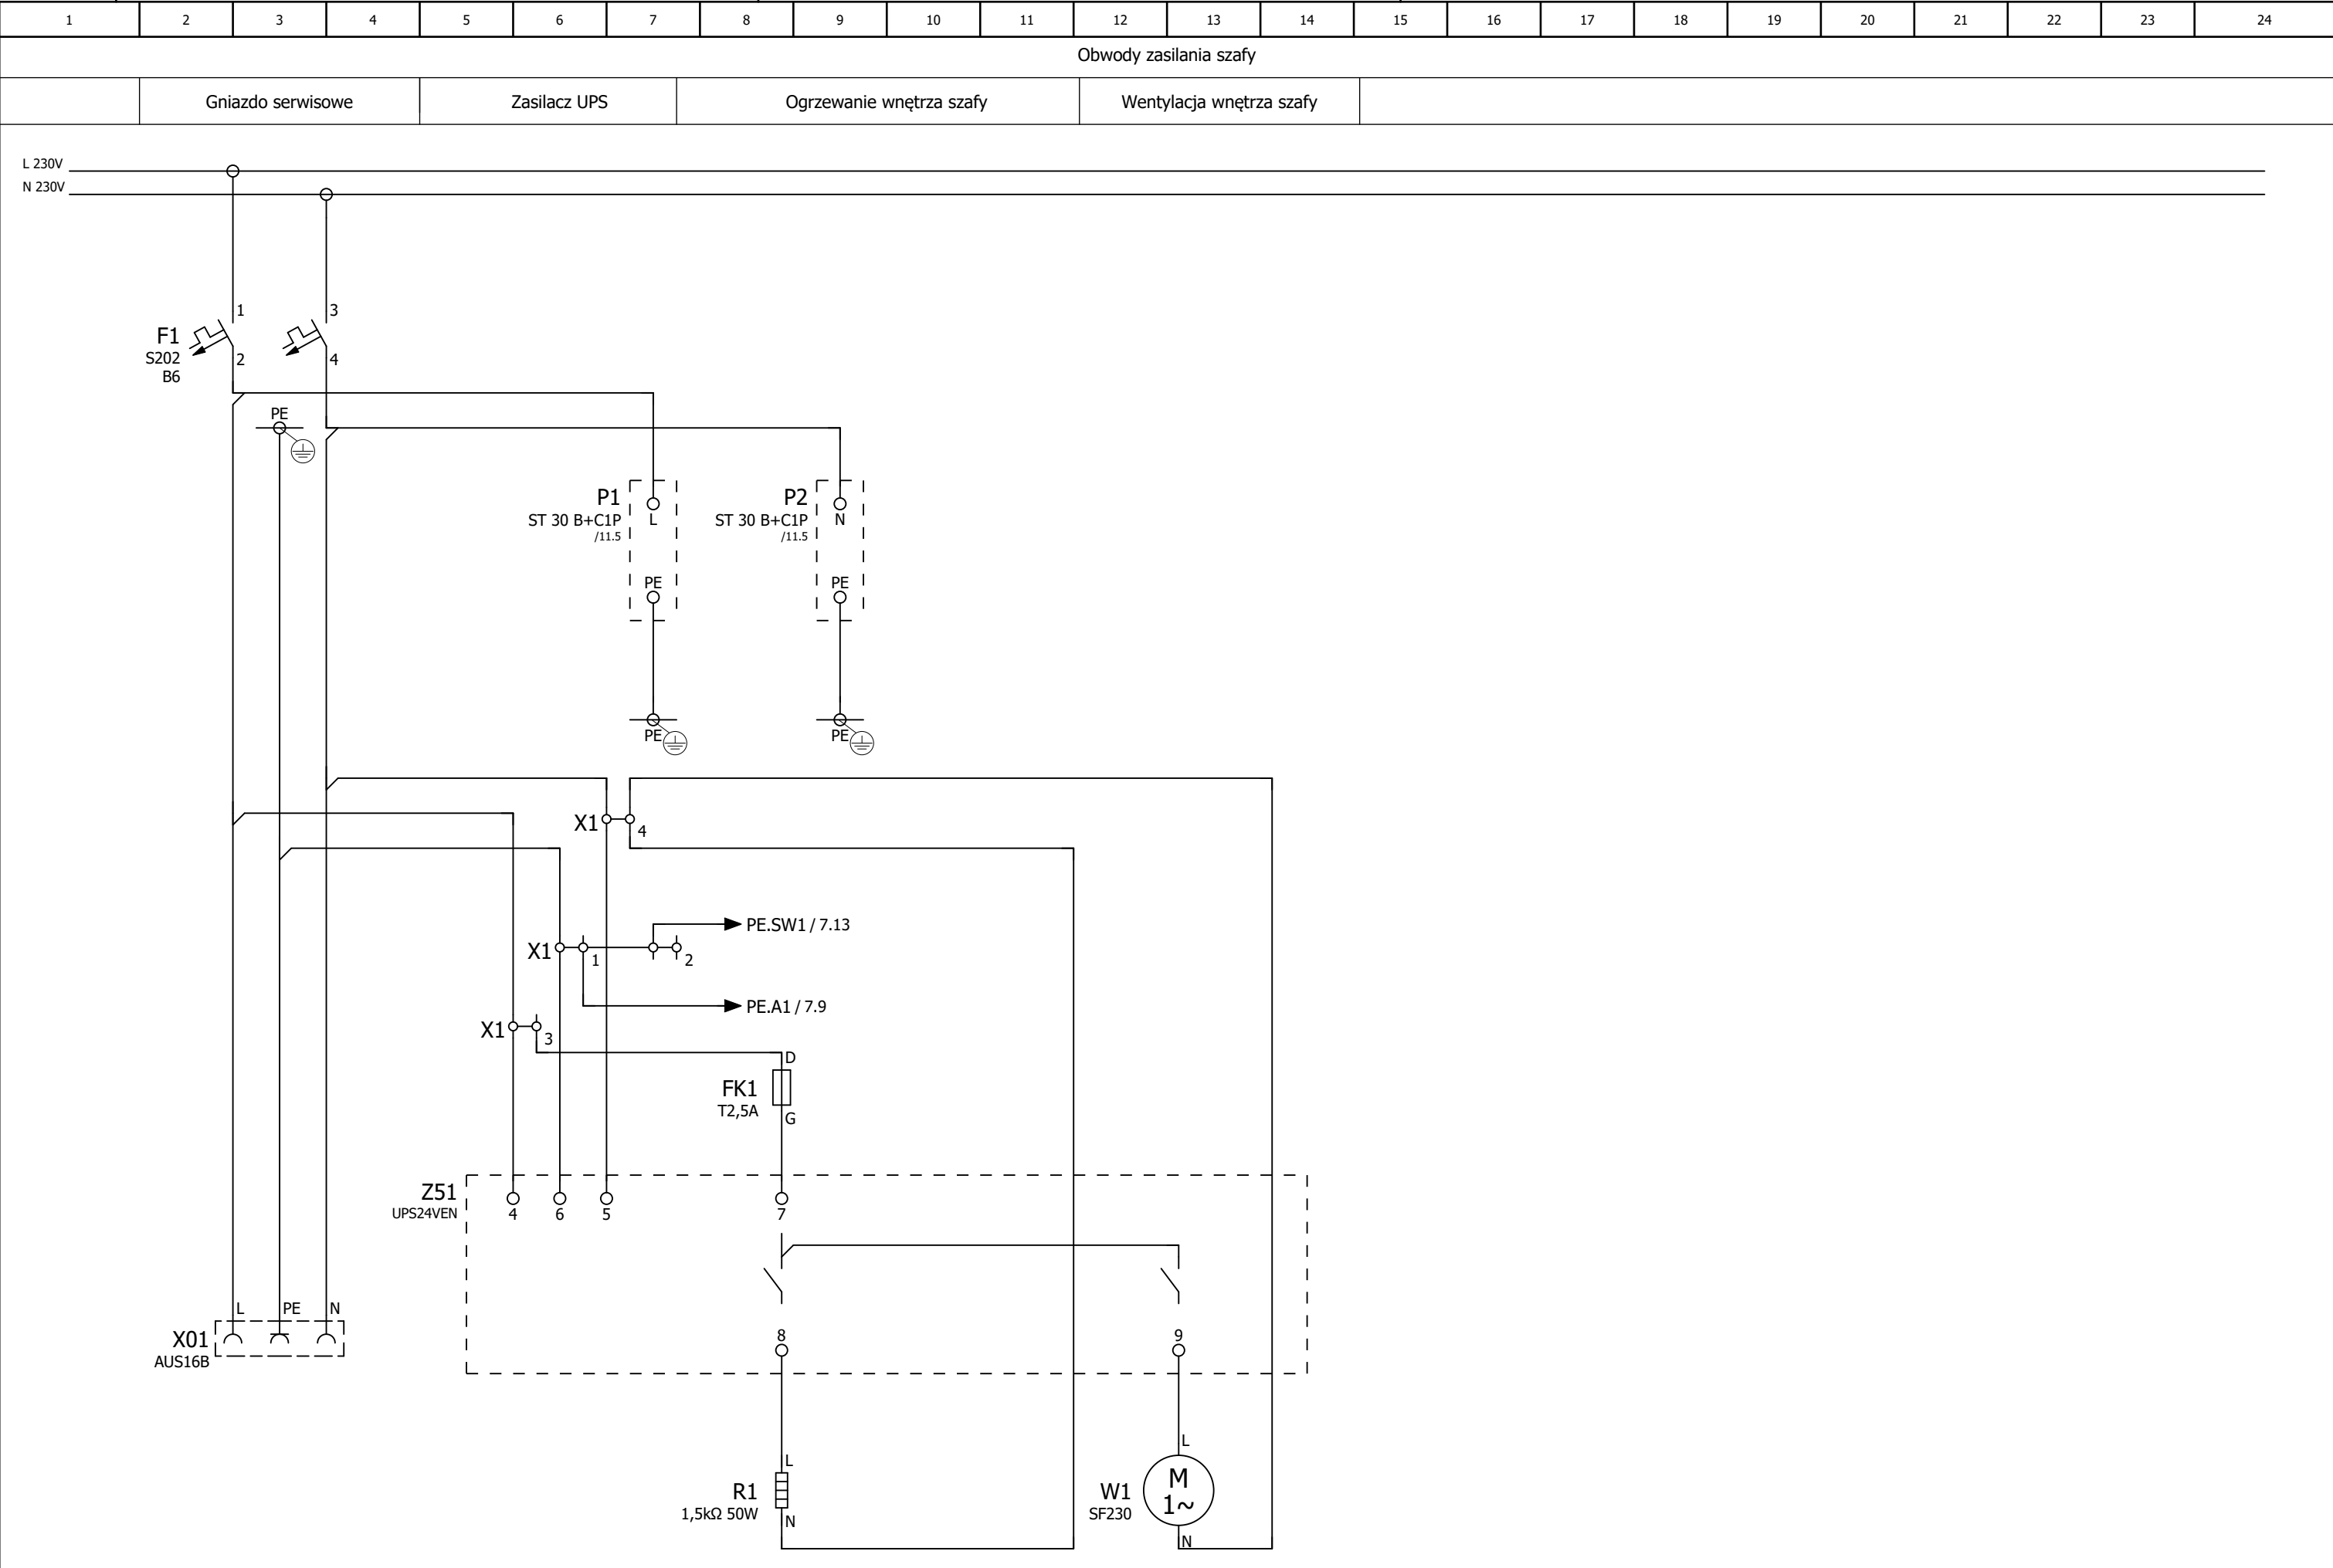 1 2 3 4 5 6 7 8 9 10 11 12 13 14 15 16 17 18 19 20 21 22 23 24
Obwody zasilania szafy
Gniazdo serwisowe Zasilacz UPS Ogrzewanie wnętrza szafy Wentylacja wnętrza szafy
L 230V
N 230V
1 3
F1
S202
B6
2 4
PE
P1 P2
ST 30 B+C1P L ST 30 B+C1P N
/11.5 /11.5
PE PE
PE PE
X1
4
PE.SW1 / 7.13
X1
1 2
PE.A1 / 7.9
X1
3
D
FK1
T2,5A
G
Z51
UPS24VEN
4 6 5 7
L PE N
X01
AUS16B
8 9
L L
R1
1,5kΩ 50W
N
W1
SF230
M
1~
N